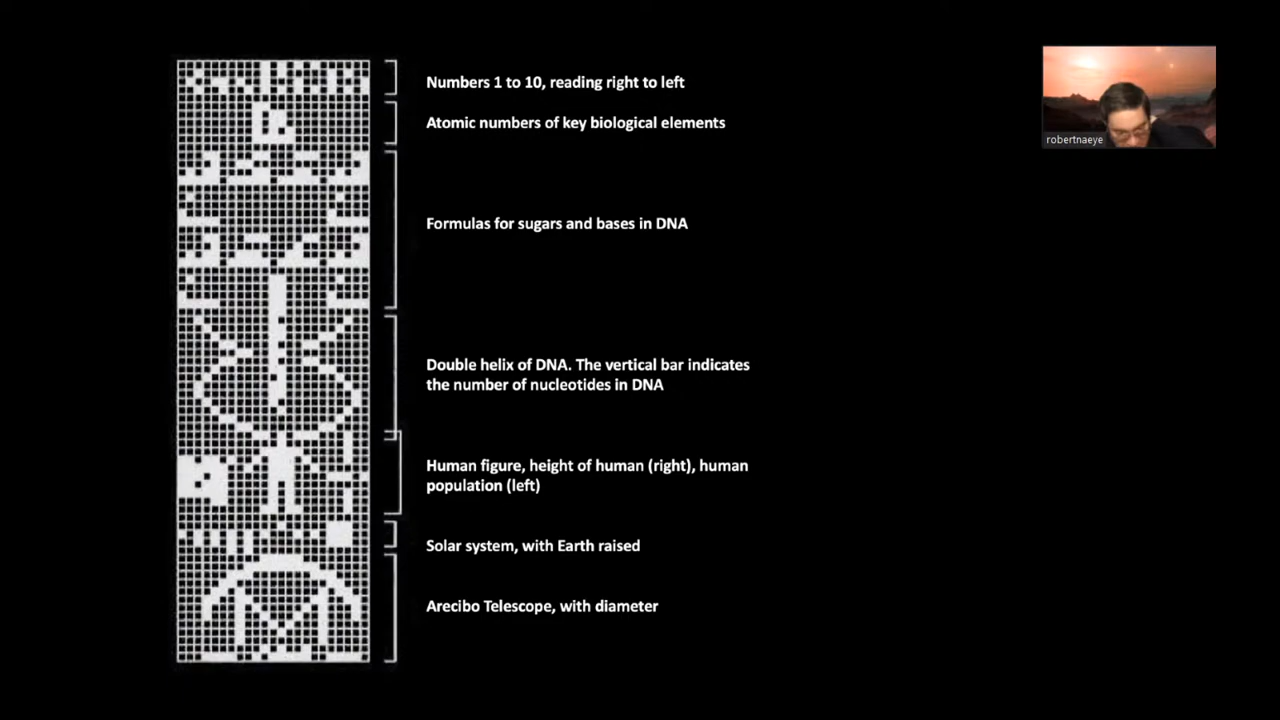 Numbers 1 to 10, reading right to left
robertnaeye
Atomic numbers of key biological elements
Formulas for sugars and bases in DNA
Double helix of DNA. The vertical bar indicates
the number of nucleotides in DNA
Human figure, height of human (right), human
population (left)
Solar system, with Earth raised
Arecibo Telescope, with diameter